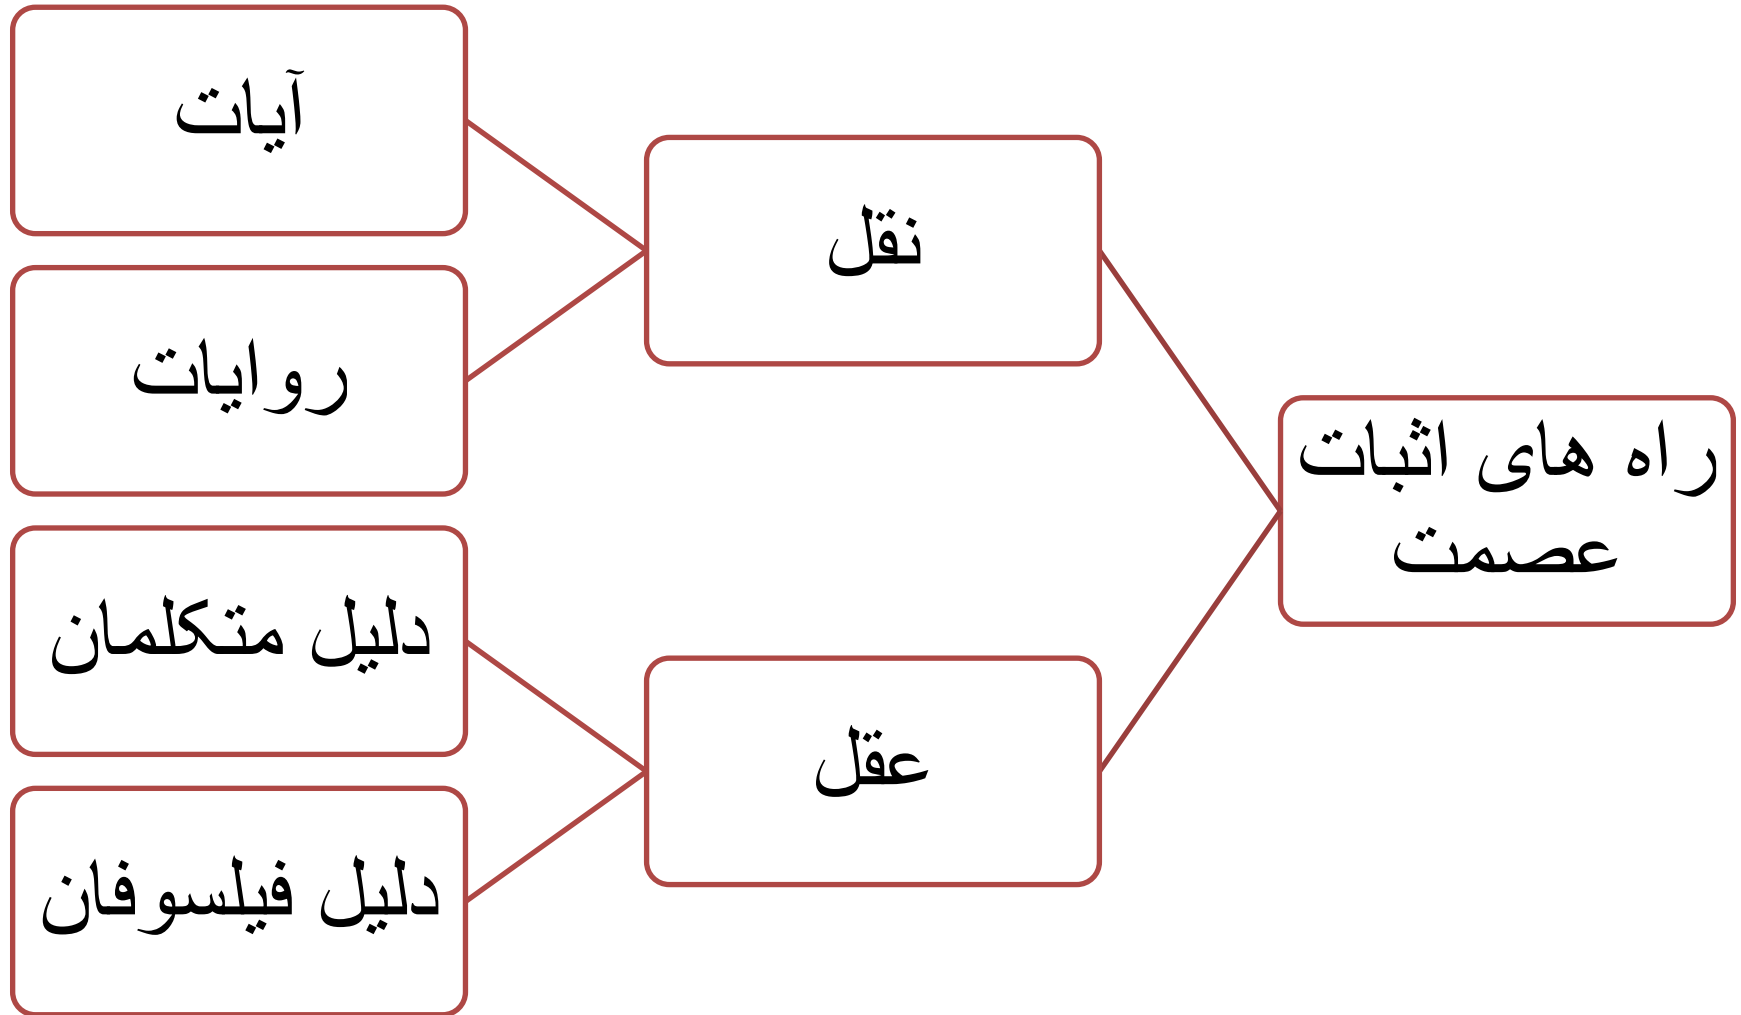 راه های اثبات
عصمت
نقل
آیات
روایات
عقل
دلیل متکلمان
دلیل فیلسوفان